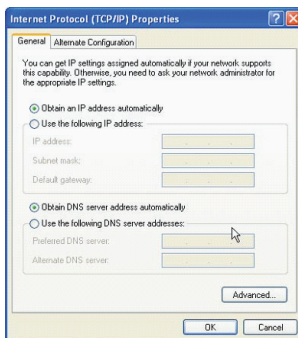 Internet Protocol (TCP/IP) Properties
General
Alternate Configuration
You can get IP settings assigned automatically if your network supports
this capability. Otherwise, you need to ask your network administrator for
the appropriate IP settings.
Obtain an IP address automatically
Use the following IP address:
IP address:
Subnet mask:
Default gateway:
Obtain DNS server address automatically
Use the following DNS server addresses:
Preferred DNS server:
Alternate DNS server:
Advanced...
OK
Cancel